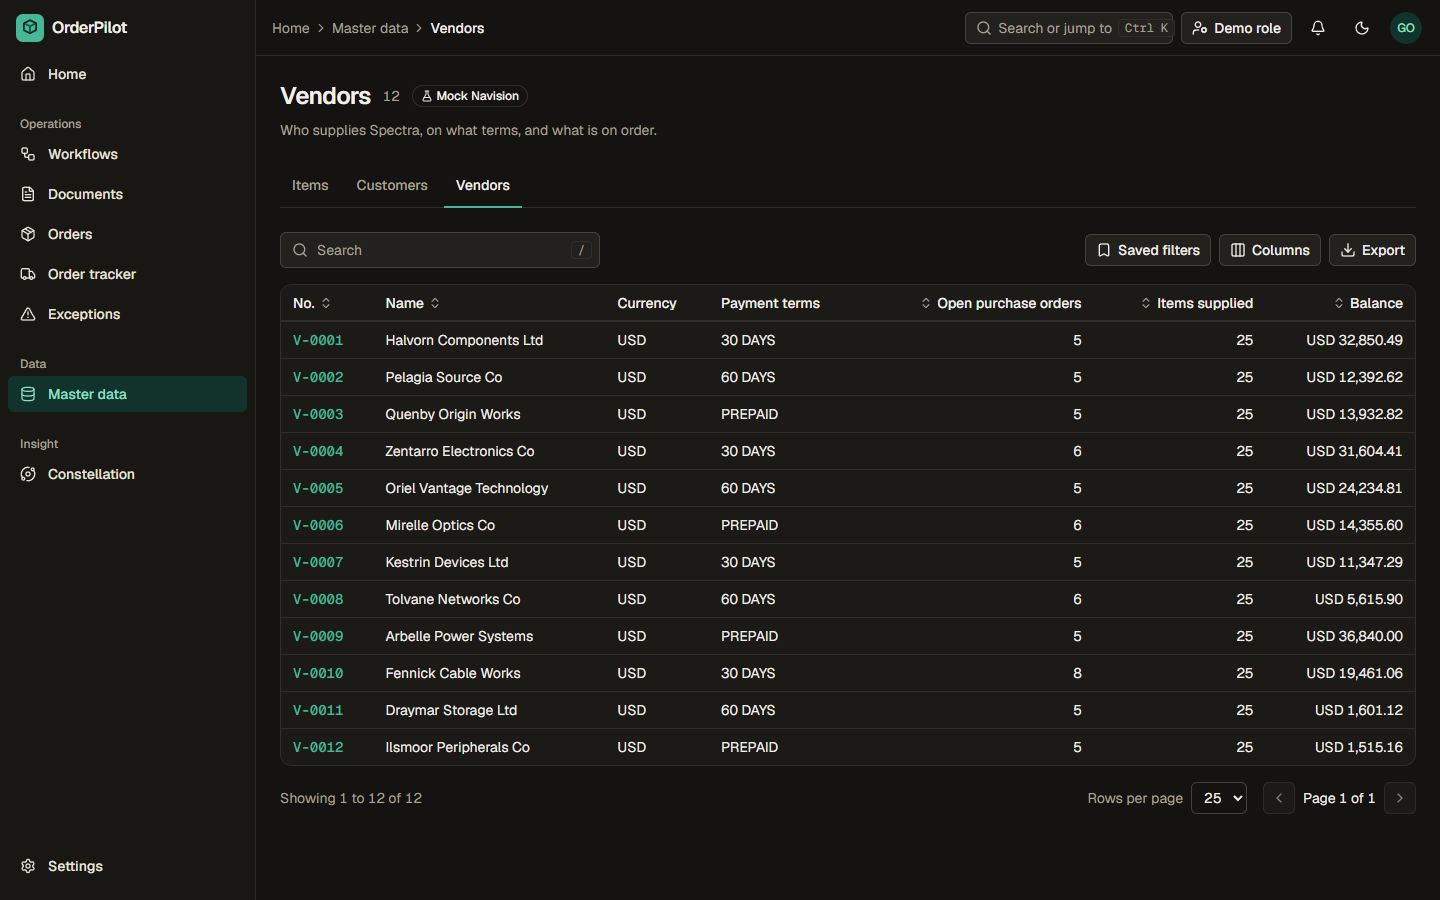 OrderPilot
Home
Operations
Workflows
Documents
Orders
Order tracker
Exceptions
Data
Master data
Insight
Constellation
Settings
Home > Master data > Vendors
Search or jump to Ctrl K
Demo role
GO
Vendors 12 Mock Navision
Who supplies Spectra, on what terms, and what is on order.
Items Customers Vendors
Search /
Saved filters Columns Export
No. Name Currency Payment terms Open purchase orders Items supplied Balance
V-0001 Halvorn Components Ltd USD 30 DAYS 5 25 USD 32,850.49
V-0002 Pelagia Source Co USD 60 DAYS 5 25 USD 12,392.62
V-0003 Quenby Origin Works USD PREPAID 5 25 USD 13,932.82
V-0004 Zentarro Electronics Co USD 30 DAYS 6 25 USD 31,604.41
V-0005 Oriel Vantage Technology USD 60 DAYS 5 25 USD 24,234.81
V-0006 Mirelle Optics Co USD PREPAID 6 25 USD 14,355.60
V-0007 Kestrin Devices Ltd USD 30 DAYS 5 25 USD 11,347.29
V-0008 Tolvane Networks Co USD 60 DAYS 6 25 USD 5,615.90
V-0009 Arbelle Power Systems USD PREPAID 5 25 USD 36,840.00
V-0010 Fennick Cable Works USD 30 DAYS 8 25 USD 19,461.06
V-0011 Draymar Storage Ltd USD 60 DAYS 5 25 USD 1,601.12
V-0012 Ilsmoor Peripherals Co USD PREPAID 5 25 USD 1,515.16
Showing 1 to 12 of 12
Rows per page 25 Page 1 of 1